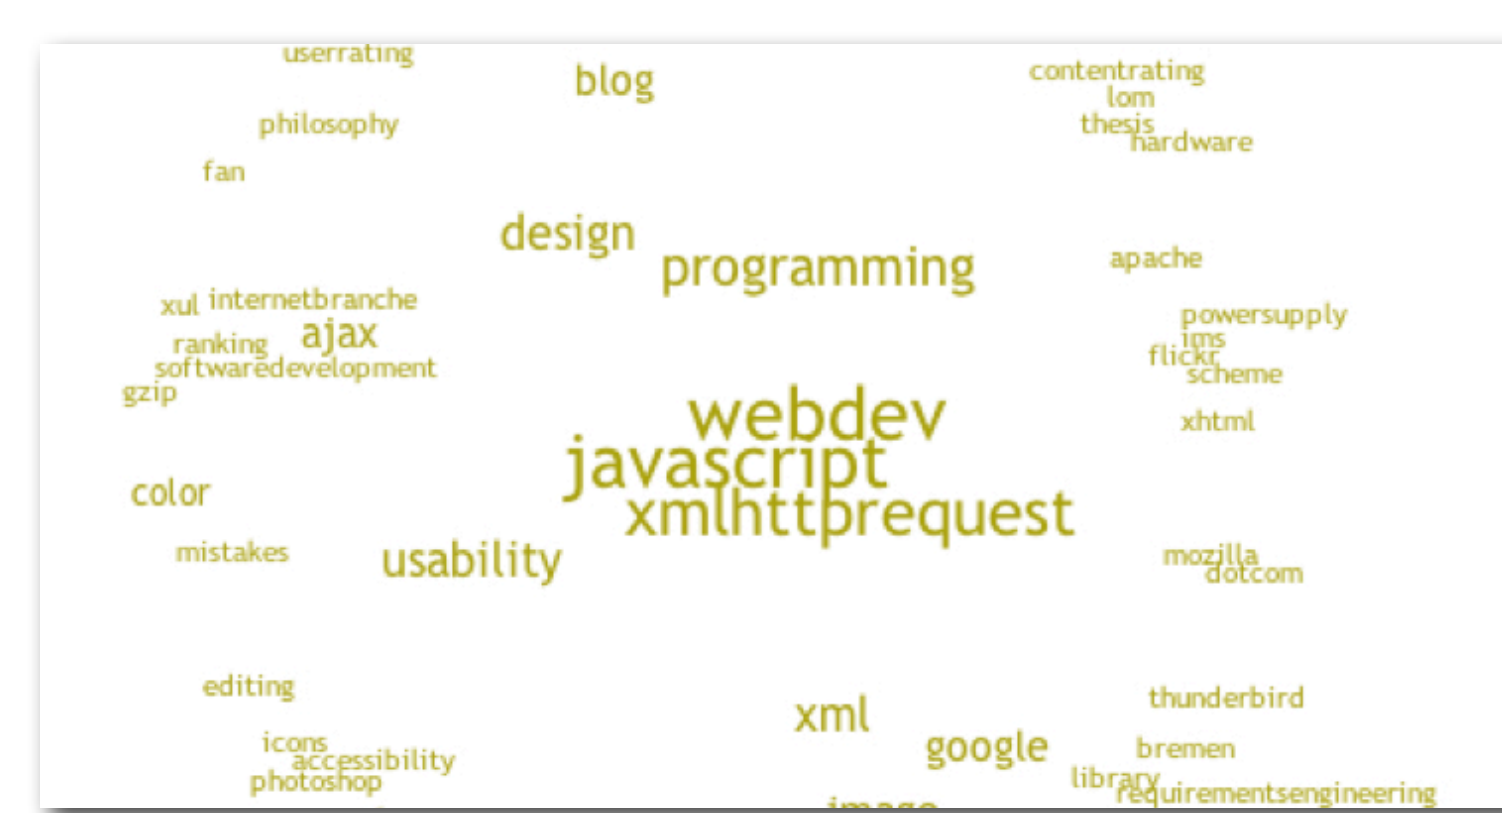 userrating
blog
contentrating
lom
philosophy
thesis
hardware
fan
design
programming
apache
xul internetbranche
powersupply
ajax
ims
ranking
flickr
softwaredevelopment
scheme
gzip
webdev
xhtml
javascript
color
xmlhttprequest
mistakes
usability
mozilla
dotcom
editing
thunderbird
xml
icons
google
bremen
accessibility
photoshop
library
requirementsengineering
image